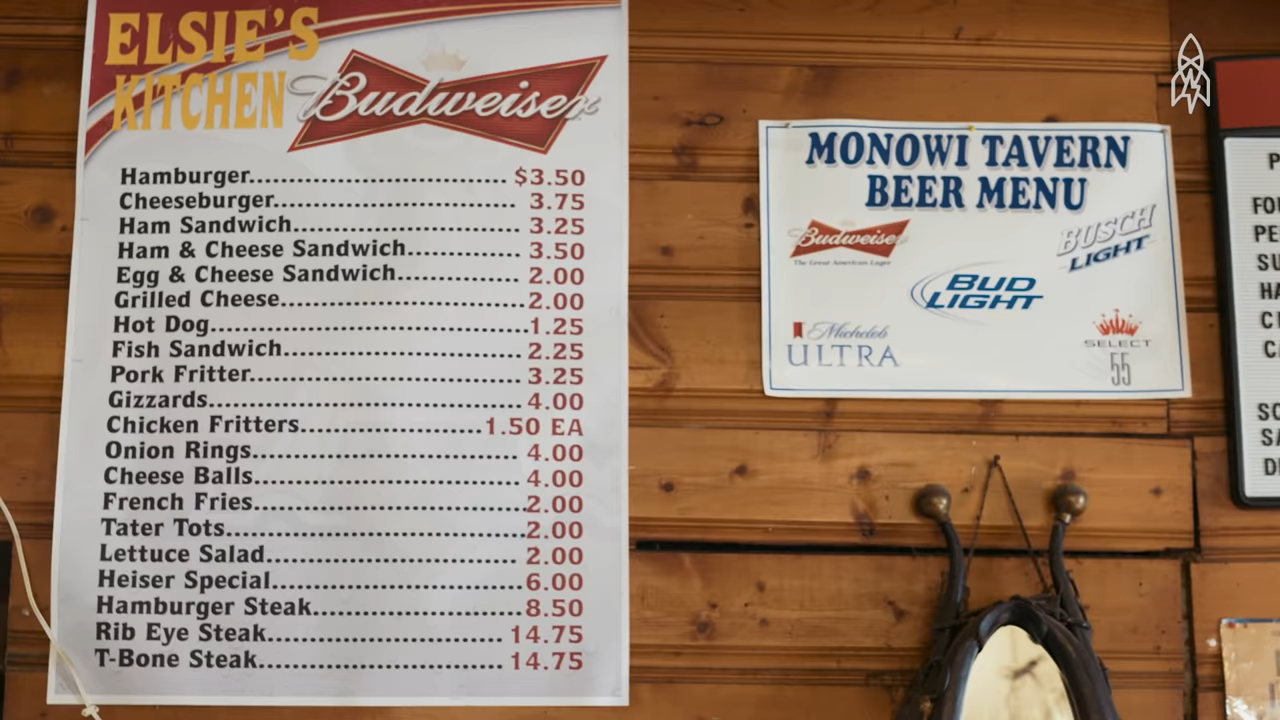 ELSIE'S
KITCHEN
Budweiser
Hamburger $3.50
Cheeseburger 3.75
Ham Sandwich 3.25
Ham & Cheese Sandwich 3.50
Egg & Cheese Sandwich 2.00
Grilled Cheese 2.00
Hot Dog 1.25
Fish Sandwich 2.25
Pork Fritter 3.25
Gizzards 4.00
Chicken Fritters 1.50 EA
Onion Rings 4.00
Cheese Balls 4.00
French Fries 2.00
Tater Tots 2.00
Lettuce Salad 2.00
Heiser Special 6.00
Hamburger Steak 8.50
Rib Eye Steak 14.75
T-Bone Steak 14.75
MONOWI TAVERN
BEER MENU
Budweiser
The Great American Lager
BUSCH
LIGHT
BUD
LIGHT
Michelob
ULTRA
SELECT
55